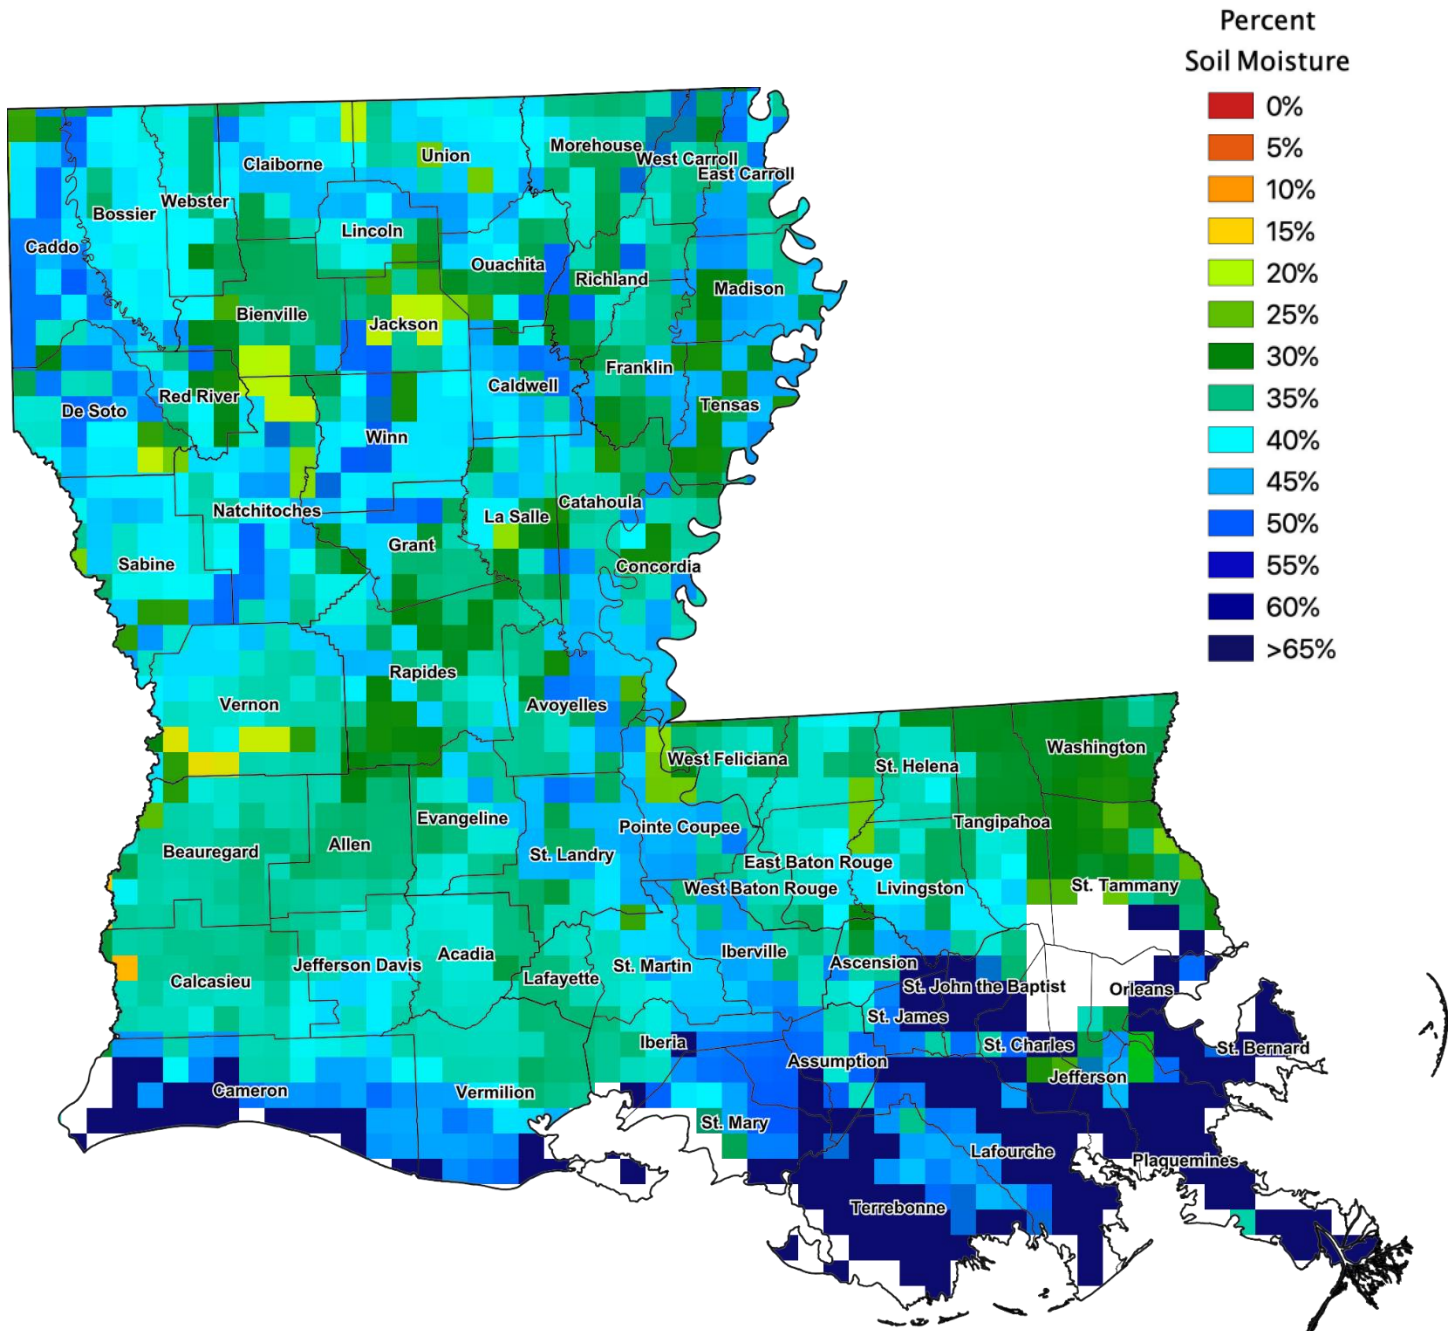 Percent
Soil Moisture
0%
5%
10%
15%
20%
25%
30%
35%
40%
45%
50%
55%
60%
>65%
Morehouse
Union
West Carroll
Claiborne
East Carroll
Webster
Bossier
Lincoln
Caddo
Ouachita
Richland
Madison
Bienville
Jackson
Franklin
Caldwell
Red River
Tensas
De Soto
Winn
Catahoula
Natchitoches
La Salle
Grant
Sabine
Concordia
Rapides
Vernon
Avoyelles
Washington
West Feliciana
St. Helena
Evangeline
Tangipahoa
Pointe Coupee
Allen
Beauregard
St. Landry
East Baton Rouge
St. Tammany
West Baton Rouge
Livingston
Acadia
Iberville
Jefferson Davis
St. Martin
Ascension
Lafayette
Calcasieu
St. John the Baptist
Orleans
St. James
Iberia
St. Charles
St. Bernard
Assumption
Jefferson
Cameron
Vermilion
St. Mary
Lafourche
Plaquemines
Terrebonne